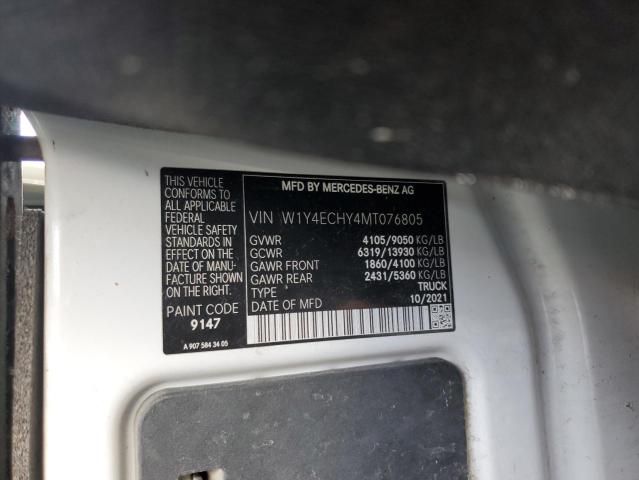 THIS VEHICLE
CONFORMS TO
ALL APPLICABLE
FEDERAL
VEHICLE SAFETY
STANDARDS IN
EFFECT ON THE
DATE OF MANU-
FACTURE SHOWN
ON THE RIGHT.
PAINT CODE
9147
A 907 584 34 05
MFD BY MERCEDES-BENZ AG
VIN W1Y4ECHY4MT076805
GVWR 4105/9050 KG/LB
GCWR 6319/13930 KG/LB
GAWR FRONT 1860/4100 KG/LB
GAWR REAR 2431/5360 KG/LB
TYPE TRUCK
DATE OF MFD 10/2021